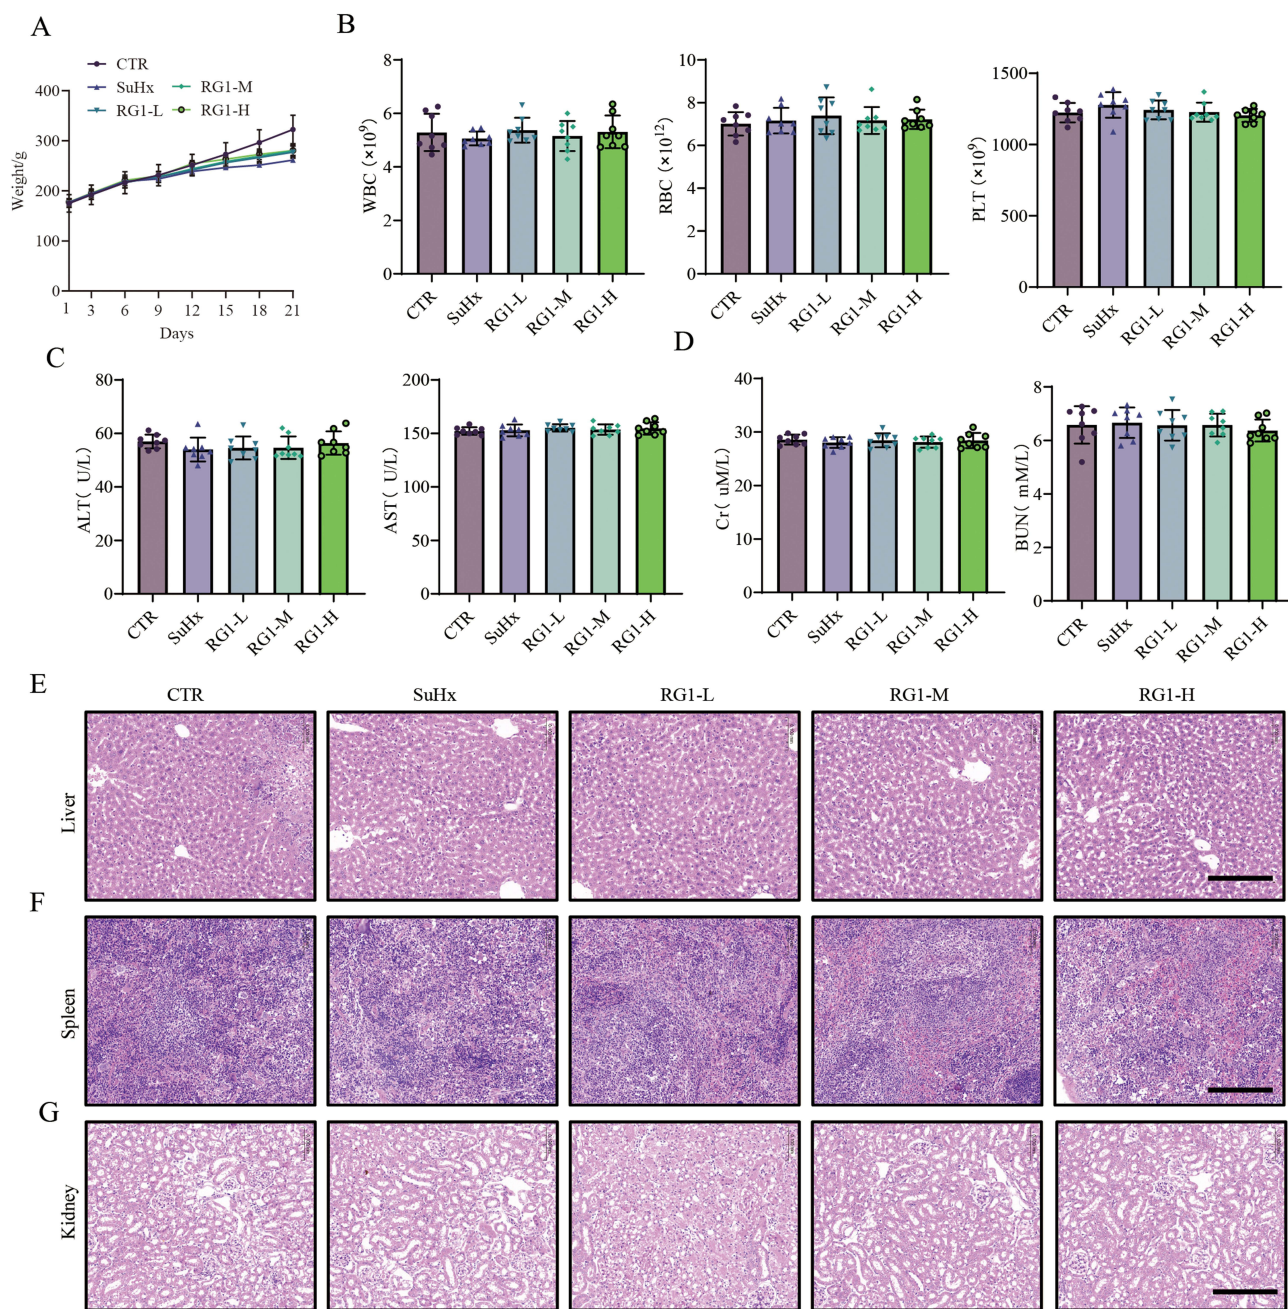 A
CTR
SuHx
RG1-L
RG1-M
RG1-H
Weight/g
400
300
200
100
0
1 3 6 9 12 15 18 21
Days
B
WBC (×10⁹)
8
6
4
2
0
CTR SuHx RG1-L RG1-M RG1-H
RBC (×10¹²)
10
8
6
4
2
0
CTR SuHx RG1-L RG1-M RG1-H
PLT (×10⁹)
1500
1000
500
0
CTR SuHx RG1-L RG1-M RG1-H
C
ALT( U/L)
80
60
40
20
0
CTR SuHx RG1-L RG1-M RG1-H
AST( U/L)
200
150
100
50
0
CTR SuHx RG1-L RG1-M RG1-H
D
Cr( uM/L)
40
30
20
10
0
CTR SuHx RG1-L RG1-M RG1-H
BUN( mM/L)
8
6
4
2
0
CTR SuHx RG1-L RG1-M RG1-H
E
CTR SuHx RG1-L RG1-M RG1-H
Liver
F
Spleen
G
Kidney